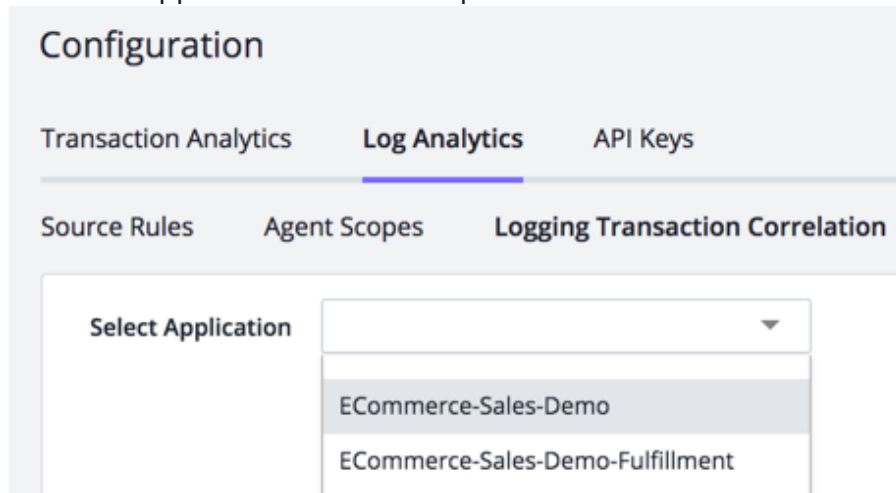 Configuration
Transaction Analytics Log Analytics API Keys
Source Rules Agent Scopes Logging Transaction Correlation
Select Application
ECommerce-Sales-Demo
ECommerce-Sales-Demo-Fulfillment